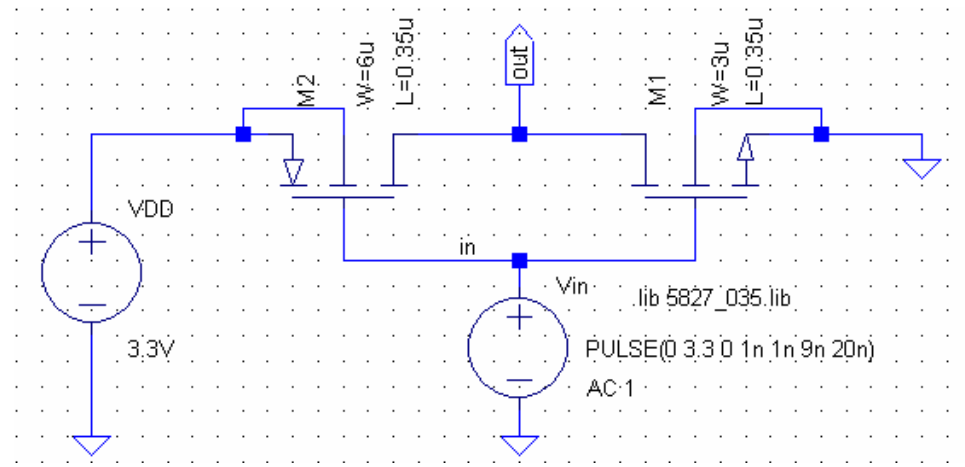 M2
W=6u
L=0.35u
out
M1
W=3u
L=0.35u
VDD
3.3V
in
Vin
.lib 5827_035.lib
PULSE(0 3.3 0 1n 1n 9n 20n)
AC 1